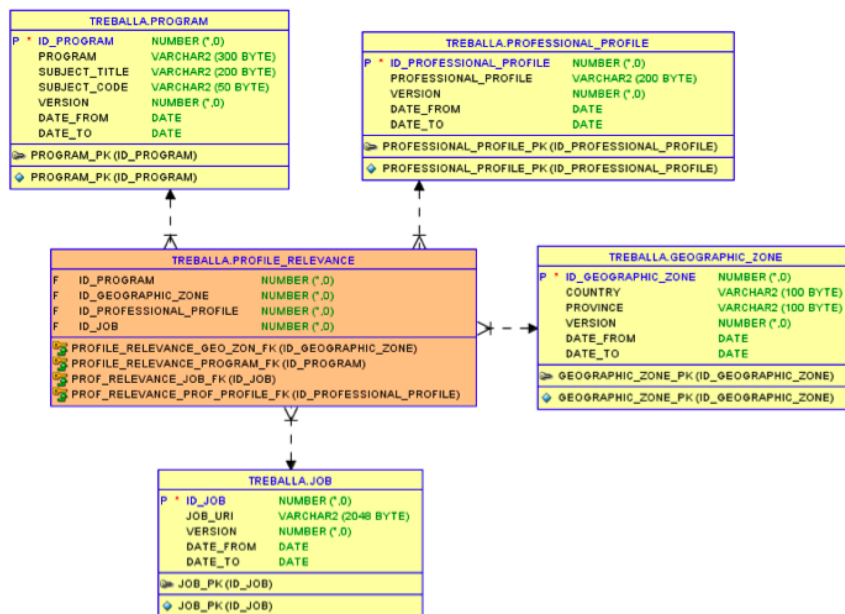 TREBALLA.PROGRAM
P * ID_PROGRAM NUMBER (*,0)
PROGRAM VARCHAR2 (300 BYTE)
SUBJECT_TITLE VARCHAR2 (200 BYTE)
SUBJECT_CODE VARCHAR2 (50 BYTE)
VERSION NUMBER (*,0)
DATE_FROM DATE
DATE_TO DATE
PROGRAM_PK (ID_PROGRAM)
PROGRAM_PK (ID_PROGRAM)
TREBALLA.PROFESSIONAL_PROFILE
P * ID_PROFESSIONAL_PROFILE NUMBER (*,0)
PROFESSIONAL_PROFILE VARCHAR2 (200 BYTE)
VERSION NUMBER (*,0)
DATE_FROM DATE
DATE_TO DATE
PROFESSIONAL_PROFILE_PK (ID_PROFESSIONAL_PROFILE)
PROFESSIONAL_PROFILE_PK (ID_PROFESSIONAL_PROFILE)
TREBALLA.PROFILE_RELEVANCE
F ID_PROGRAM NUMBER (*,0)
F ID_GEOGRAPHIC_ZONE NUMBER (*,0)
F ID_PROFESSIONAL_PROFILE NUMBER (*,0)
F ID_JOB NUMBER (*,0)
PROFILE_RELEVANCE_GEO_ZON_FK (ID_GEOGRAPHIC_ZONE)
PROFILE_RELEVANCE_PROGRAM_FK (ID_PROGRAM)
PROF_RELEVANCE_JOB_FK (ID_JOB)
PROF_RELEVANCE_PROF_PROFILE_FK (ID_PROFESSIONAL_PROFILE)
TREBALLA.GEOGRAPHIC_ZONE
P * ID_GEOGRAPHIC_ZONE NUMBER (*,0)
COUNTRY VARCHAR2 (100 BYTE)
PROVINCE VARCHAR2 (100 BYTE)
VERSION NUMBER (*,0)
DATE_FROM DATE
DATE_TO DATE
GEOGRAPHIC_ZONE_PK (ID_GEOGRAPHIC_ZONE)
GEOGRAPHIC_ZONE_PK (ID_GEOGRAPHIC_ZONE)
TREBALLA.JOB
P * ID_JOB NUMBER (*,0)
JOB_URI VARCHAR2 (2048 BYTE)
VERSION NUMBER (*,0)
DATE_FROM DATE
DATE_TO DATE
JOB_PK (ID_JOB)
JOB_PK (ID_JOB)